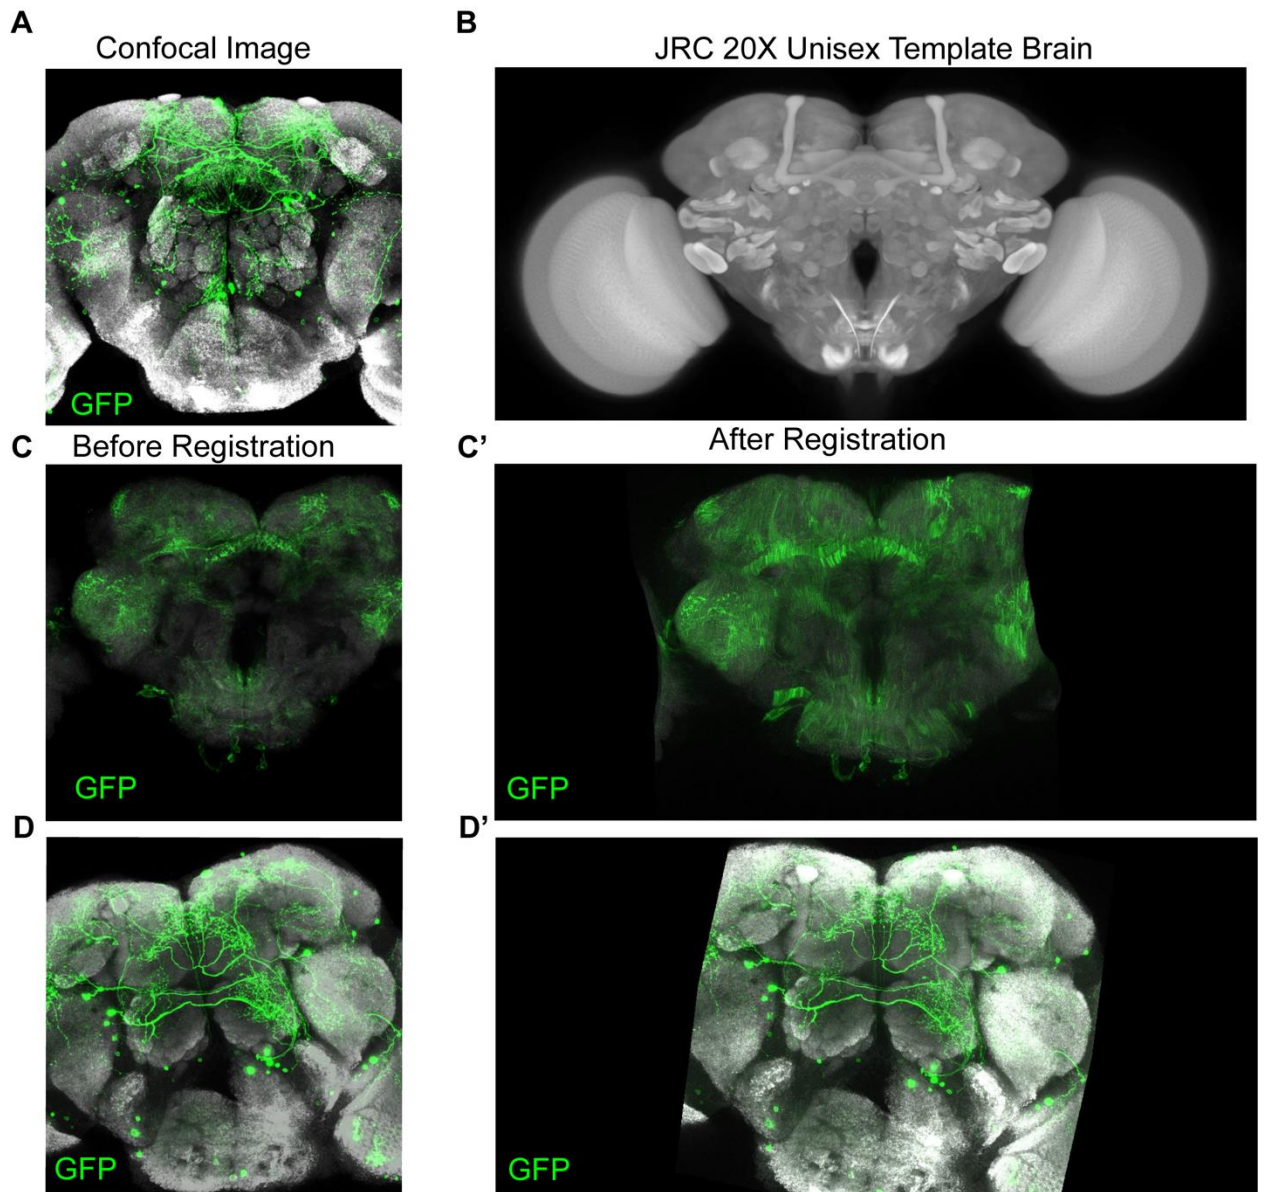 A
Confocal Image
B
JRC 20X Unisex Template Brain
GFP
C
Before Registration
C’
After Registration
GFP
GFP
D
D’
GFP
GFP